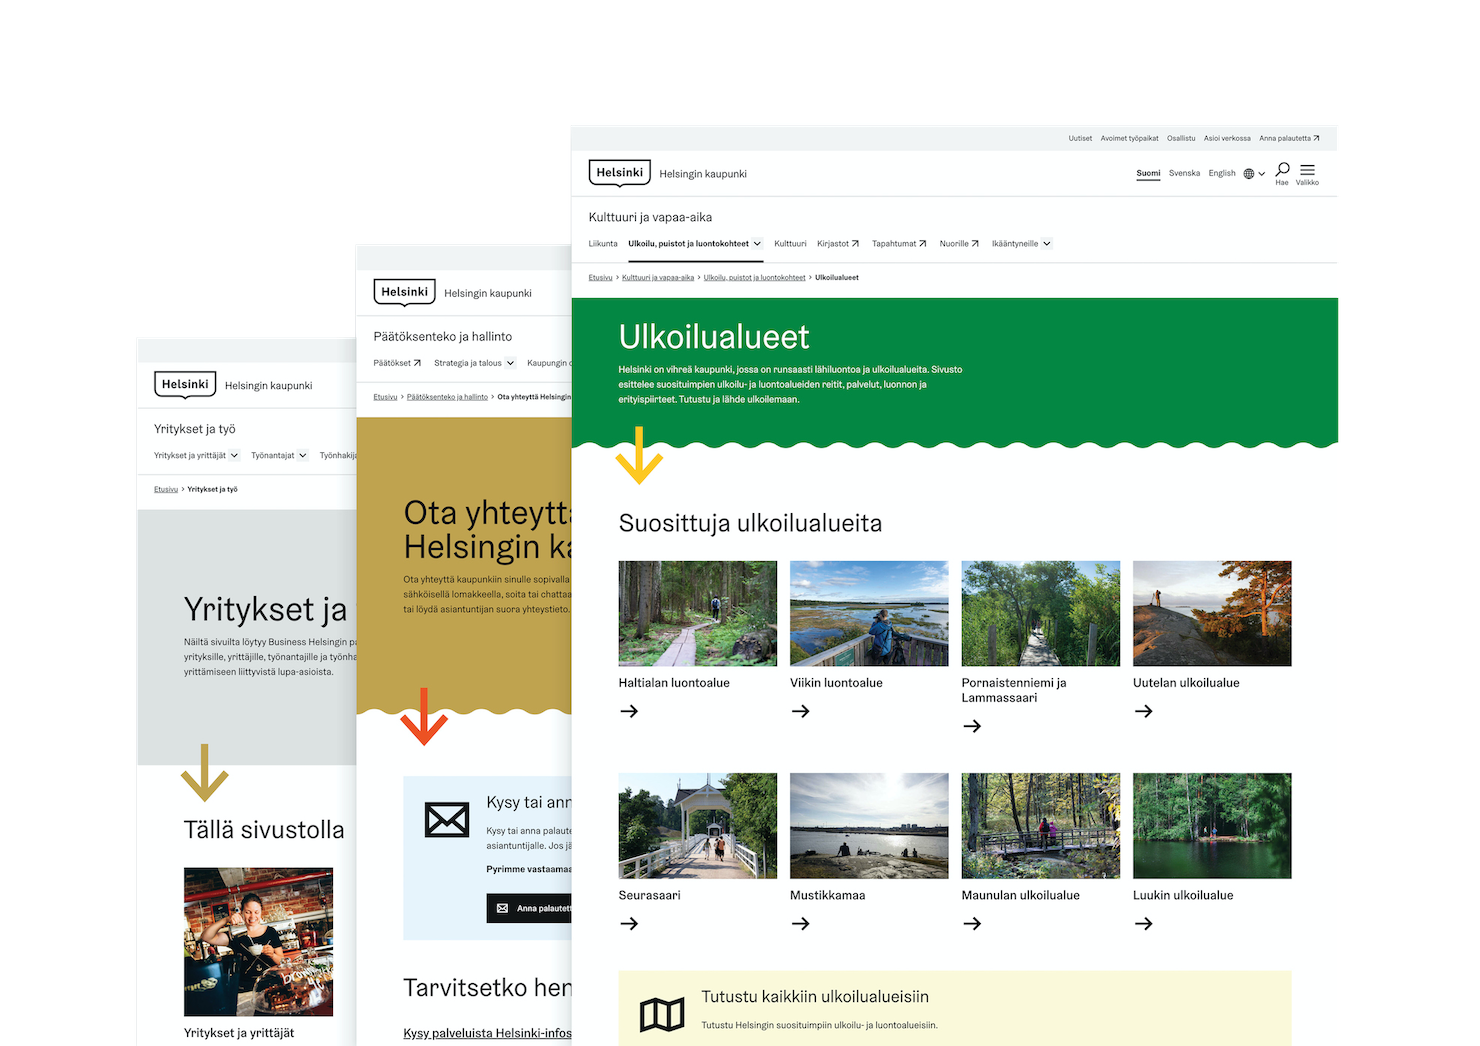 Uutiset Avoimet työpaikat Osallistu Asioi verkossa Anna palautetta
Helsinki Helsingin kaupunki
Suomi Svenska English Hae Valikko
Kulttuuri ja vapaa-aika
Liikunta Ulkoilu, puistot ja luontokohteet Kulttuuri Kirjastot Tapahtumat Nuorille Ikääntyneille
Etusivu > Kulttuuri ja vapaa-aika > Ulkoilu, puistot ja luontokohteet > Ulkoilualueet
Ulkoilualueet
Helsinki on vihreä kaupunki, jossa on runsaasti lähiluontoa ja ulkoilualueita. Sivusto
esittelee suosituimpien ulkoilu- ja luontoalueiden reitit, palvelut, luonnon ja
erityispiirteet. Tutustu ja lähde ulkoilemaan.
Suosittuja ulkoilualueita
Haltialan luontoalue
Viikin luontoalue
Pornaistenniemi ja
Lammassaari
Uutelan ulkoilualue
Seurasaari
Mustikkamaa
Maunulan ulkoilualue
Luukin ulkoilualue
Tutustu kaikkiin ulkoilualueisiin
Tutustu Helsingin suosituimpiin ulkoilu- ja luontoalueisiin.
Helsinki Helsingin kaupunki
Päätöksenteko ja hallinto
Päätökset Strategia ja talous Kaupungin o
Etusivu > Päätöksenteko ja hallinto > Ota yhteyttä Helsingin
Ota yhteyttä
Helsingin ka
Ota yhteyttä kaupunkiin sinulle sopivalla
sähköisellä lomakkeella, soita tai chattaa
tai löydä asiantuntijan suora yhteystieto.
Kysy tai ann
Kysy tai anna palaute
asiantuntijalle. Jos jä
Pyrimme vastaamaa
Anna palautett
Tarvitsetko hen
Kysy palveluista Helsinki-infos
Helsinki Helsingin kaupunki
Yritykset ja työ
Yritykset ja yrittäjät Työnantajat Työnhakija
Etusivu > Yritykset ja työ
Yritykset ja
Näiltä sivuilta löytyy Business Helsingin pa
yrityksille, yrittäjille, työnantajille ja työnha
yrittämiseen liittyvistä lupa-asioista.
Tällä sivustolla
Yritykset ja yrittäjät